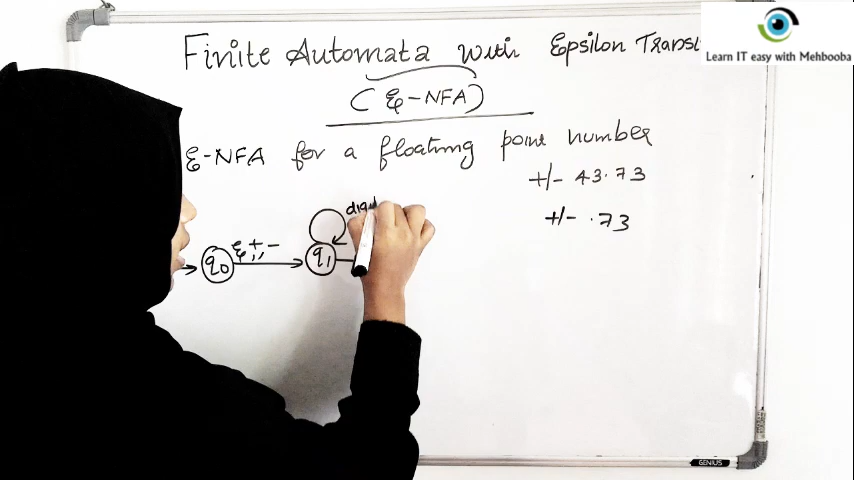 Finite Automata with Epsilon
(ε-NFA)
Learn IT easy with Mehbooba
ε-NFA for a floating point number
+/- 43.73
+/- .73
q0
ε,+,-
q1
GENIUS